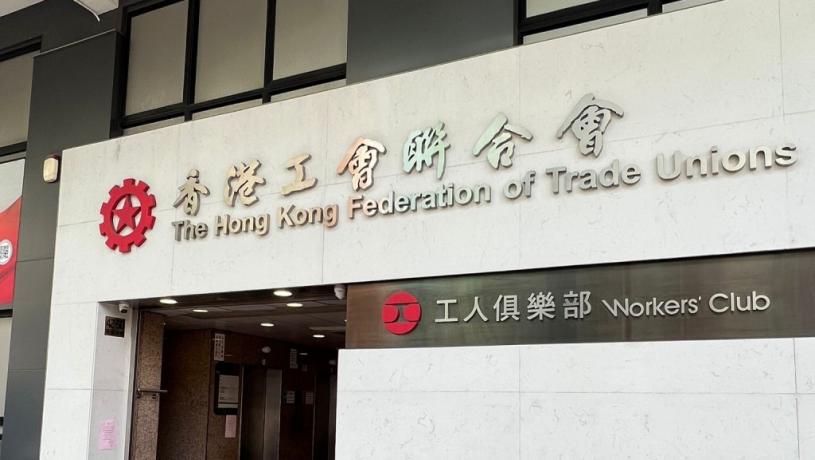 香港工會聯合會
The Hong Kong Federation of Trade Unions
工人俱樂部 Workers' Club